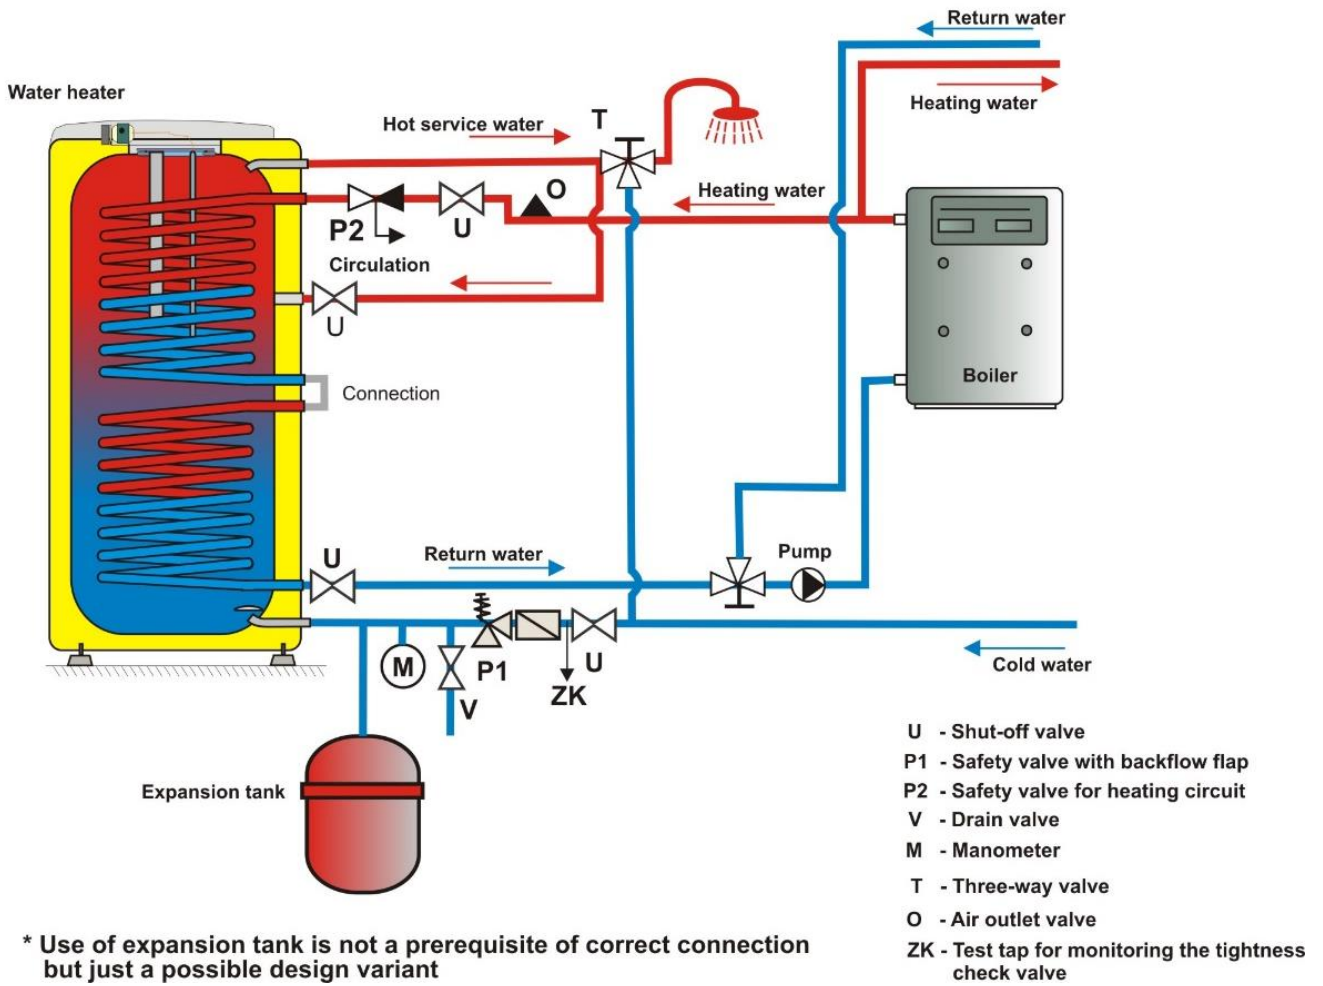 Return water
Water heater
Heating water
Hot service water
T
Heating water
O
P2
U
Circulation
U
Boiler
Connection
Pump
U
Return water
M
P1
U
Cold water
ZK
V
Expansion tank
U - Shut-off valve
P1 - Safety valve with backflow flap
P2 - Safety valve for heating circuit
V - Drain valve
M - Manometer
T - Three-way valve
O - Air outlet valve
ZK - Test tap for monitoring the tightness
check valve
* Use of expansion tank is not a prerequisite of correct connection
but just a possible design variant